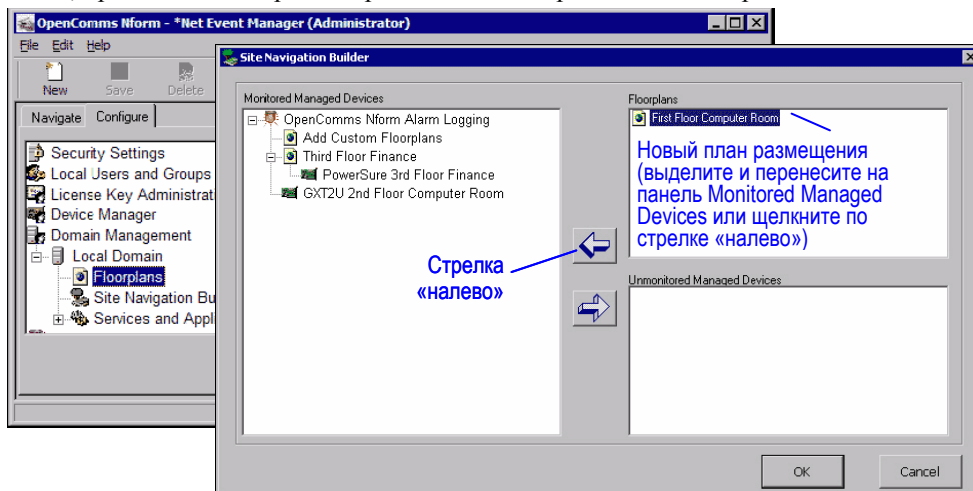 OpenComms Nform - *Net Event Manager (Administrator)
File Edit Help
New Save Delete
Navigate Configure
Security Settings
Local Users and Groups
License Key Administrat
Device Manager
Domain Management
Local Domain
Floorplans
Site Navigation Bu
Services and Appl
Site Navigation Builder
Monitored Managed Devices
OpenComms Nform Alarm Logging
Add Custom Floorplans
Third Floor Finance
PowerSure 3rd Floor Finance
GXT2U 2nd Floor Computer Room
Стрелка
«налево»
Floorplans
First Floor Computer Room
Новый план размещения
(выделите и перенесите на
панель Monitored Managed
Devices или щелкните по
стрелке «налево»)
Unmonitored Managed Devices
OK Cancel